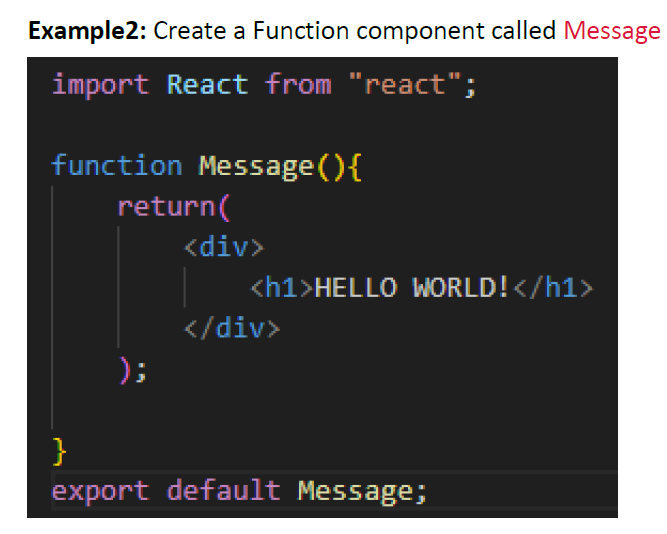 Example2: Create a Function component called Message
import React from "react";
function Message(){
return(
<div>
<h1>HELLO WORLD!</h1>
</div>
);
}
export default Message;